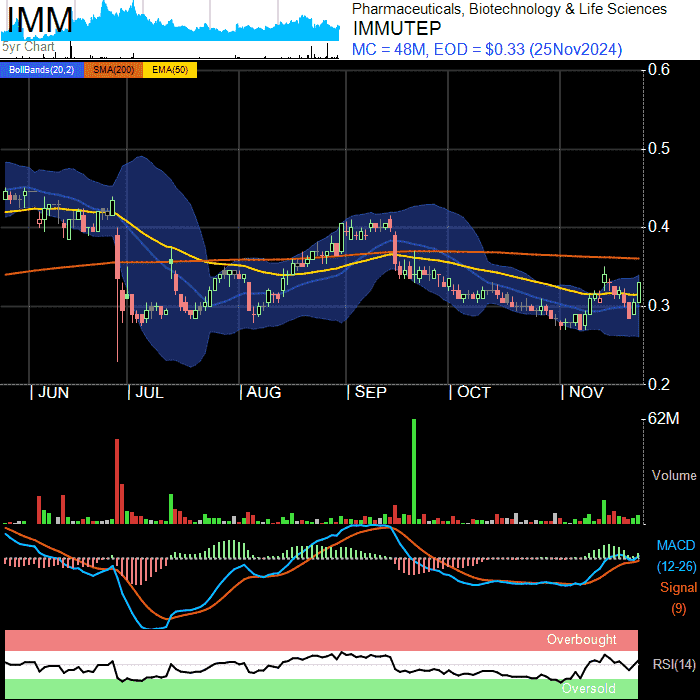 IMM
Pharmaceuticals, Biotechnology & Life Sciences
IMMUTEP
5yr Chart
MC = 48M, EOD = $0.33 (25Nov2024)
BollBands(20,2) SMA(200) EMA(50)
0.6
0.5
0.4
0.3
0.2
JUN JUL AUG SEP OCT NOV
62M
Volume
MACD
(12-26)
Signal
(9)
Overbought
RSI(14)
Oversold